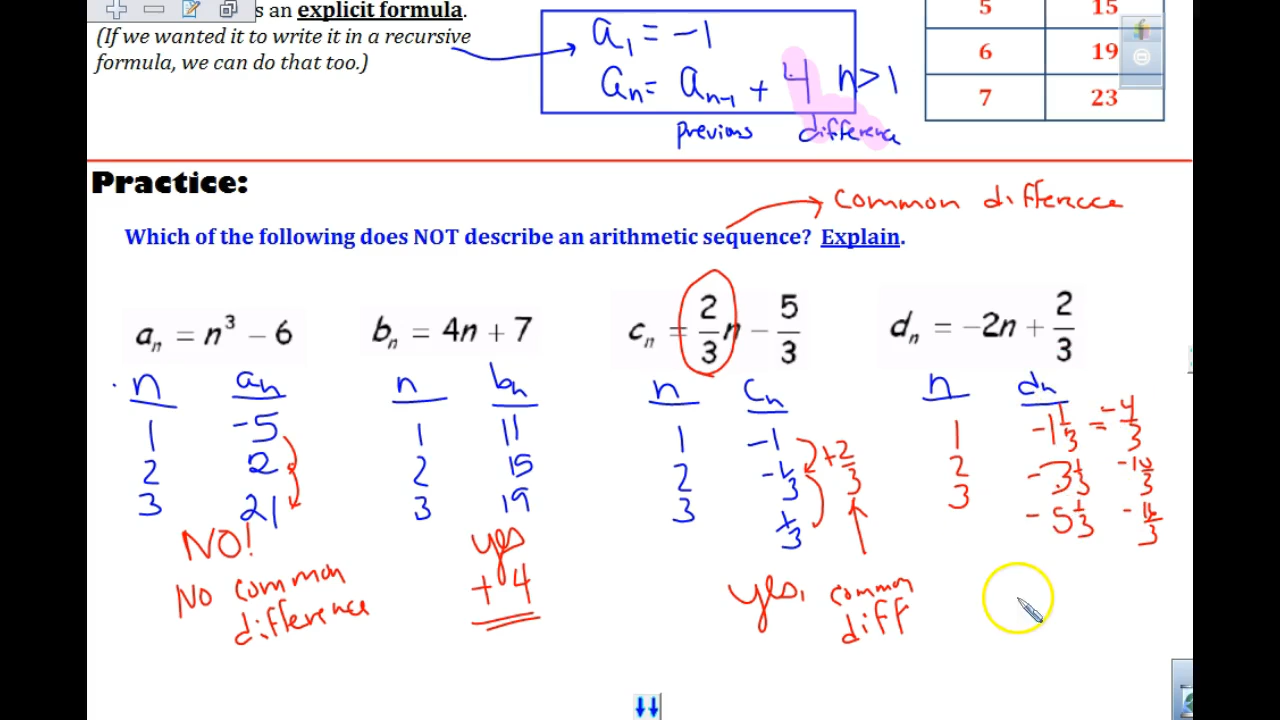 s an explicit formula.
(If we wanted it to write it in a recursive
formula, we can do that too.)
a₁ = -1
aₙ = aₙ₋₁ + 4 n>1
previous difference
5 15
6 19
7 23
Practice:
common difference
Which of the following does NOT describe an arithmetic sequence? Explain.
aₙ = n³ - 6
bₙ = 4n + 7
cₙ = 2/3 n - 5/3
dₙ = -2n + 2/3
n aₙ
1 -5
2 2
3 21
NO!
No common
difference
n bₙ
1 11
2 15
3 19
yes
+4
n cₙ
1 -1
2 -1/3
3 1/3
+2/3
yes, common
diff
n dₙ
1 -1 1/3 = -4/3
2 -3 1/3 -10/3
3 -5 1/3 -16/3